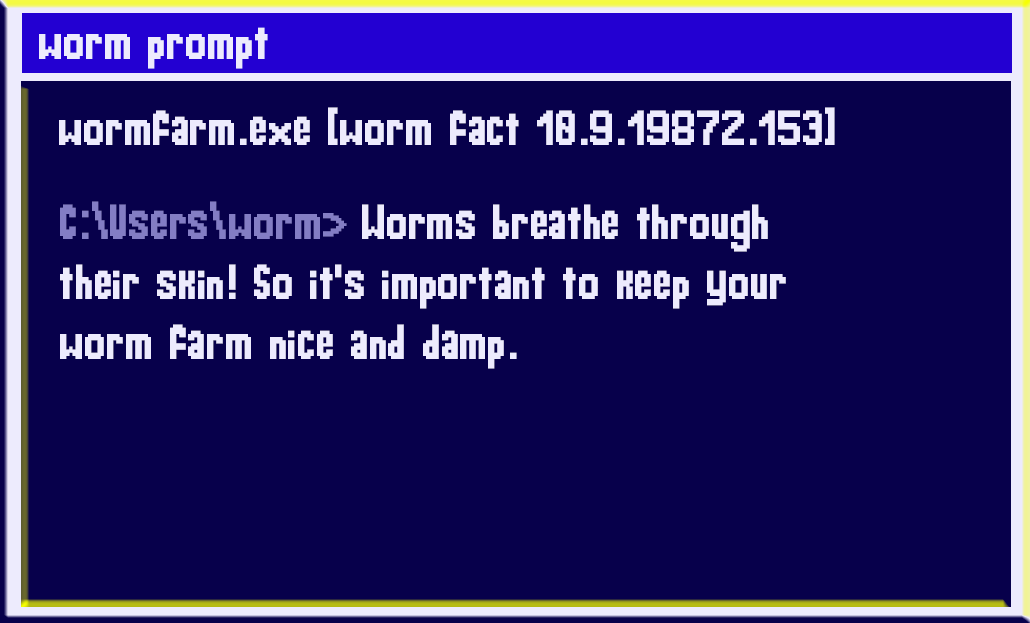 worm prompt
wormfarm.exe [worm fact 10.9.19872.153]
C:\Users\worm> Worms breathe through
their skin! So it's important to keep your
worm farm nice and damp.